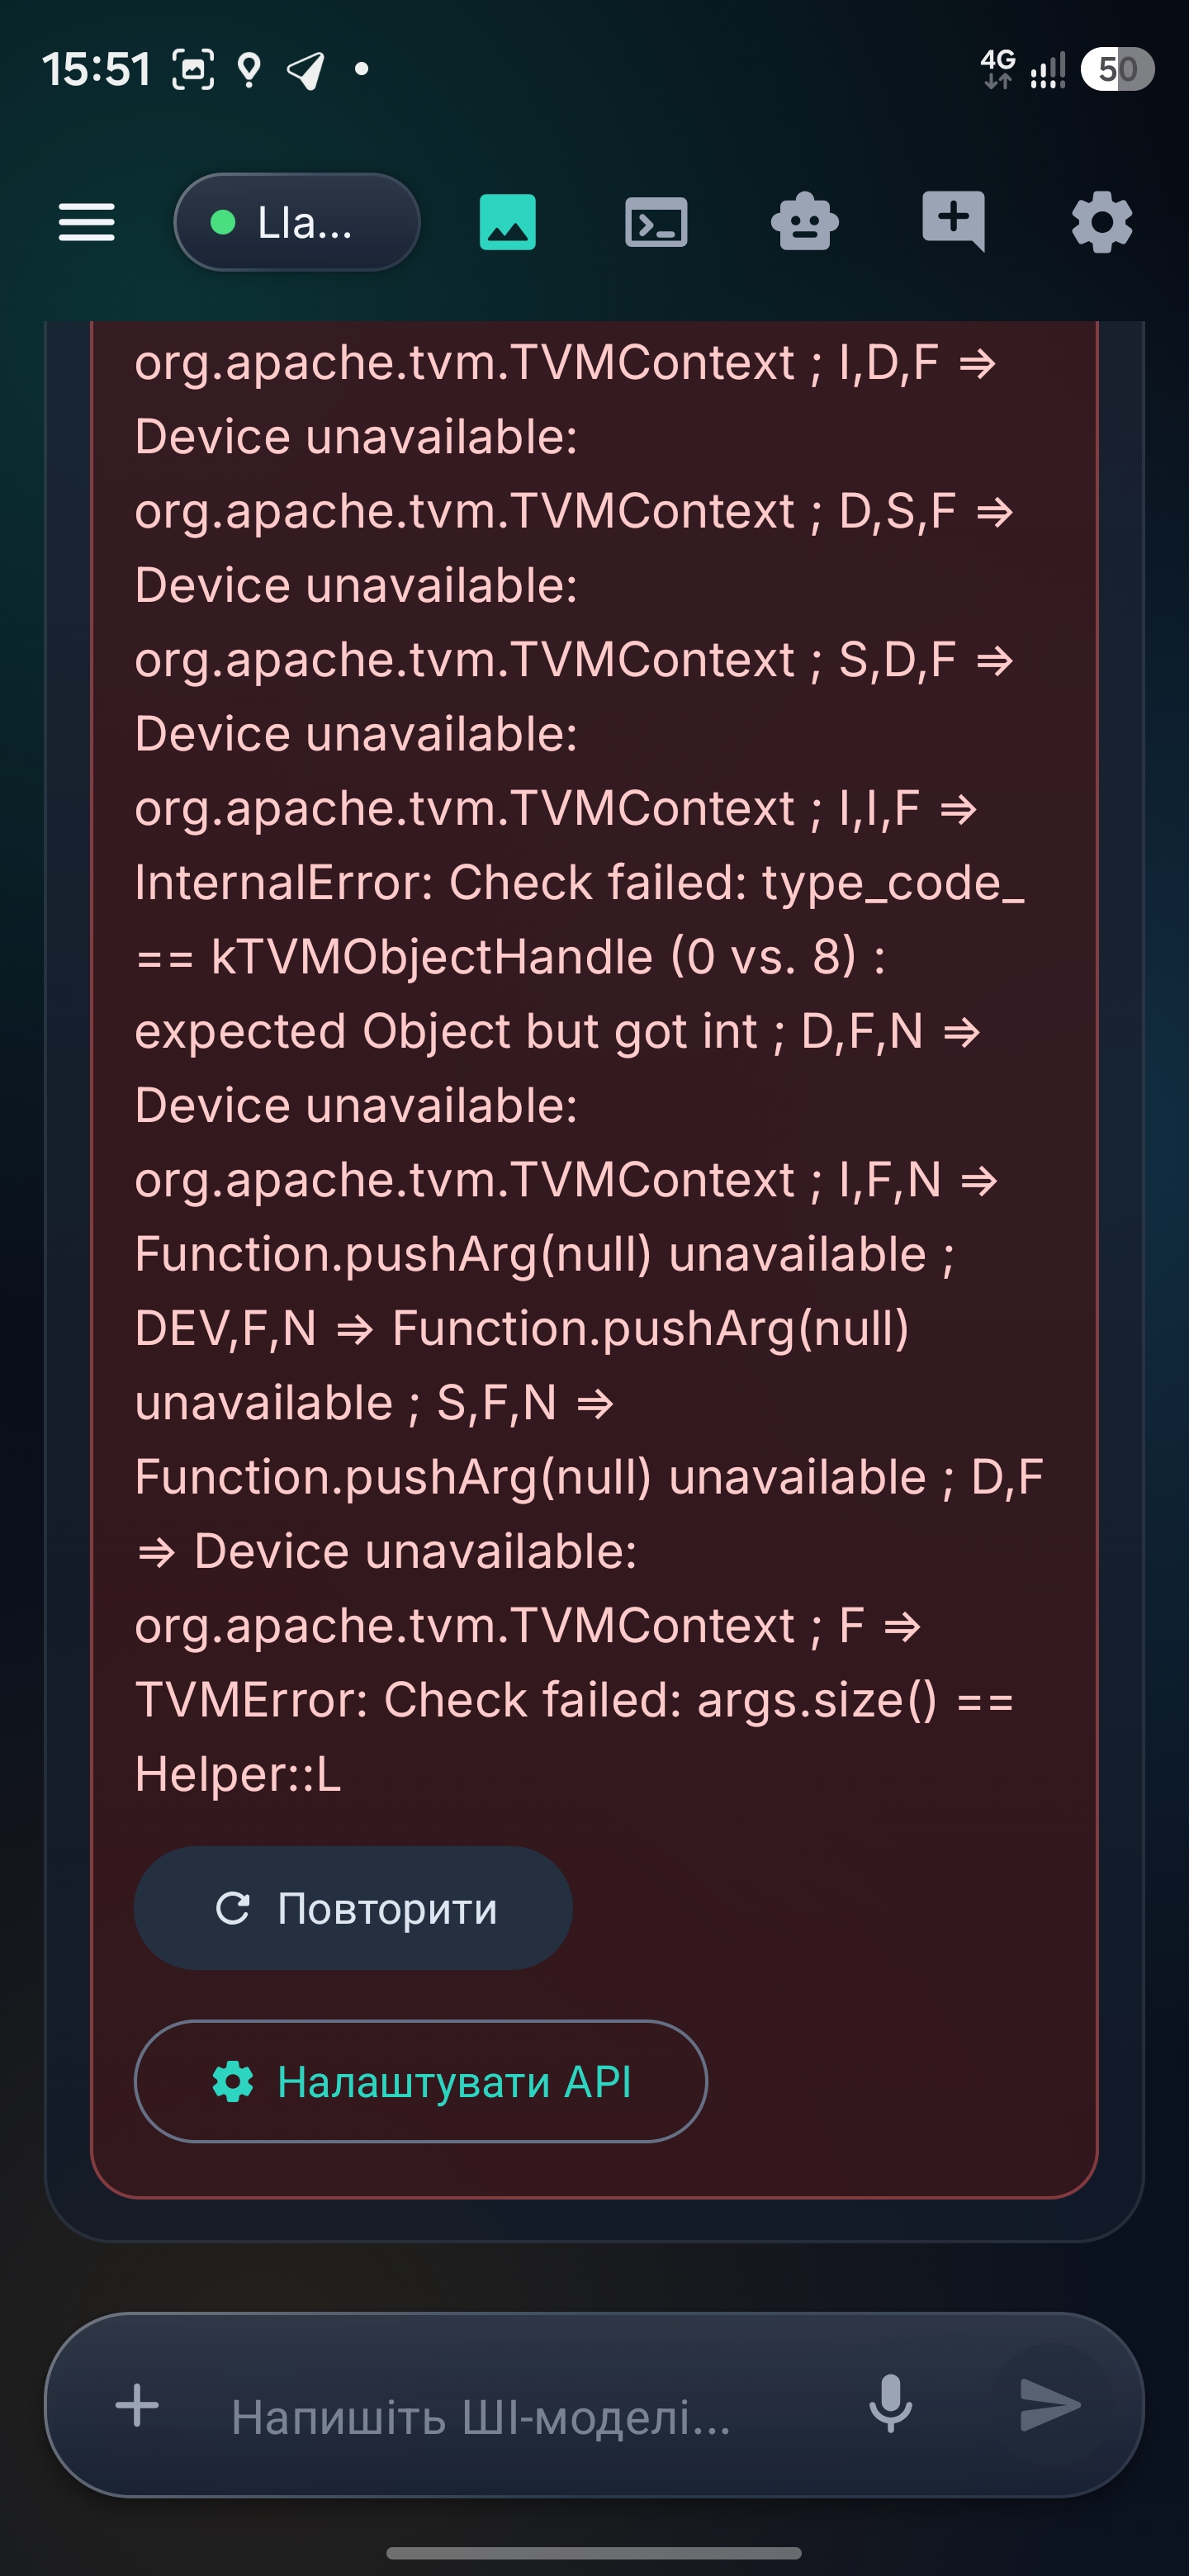 15:51
4G
50
Lla...
org.apache.tvm.TVMContext ; I,D,F ⇒
Device unavailable:
org.apache.tvm.TVMContext ; D,S,F ⇒
Device unavailable:
org.apache.tvm.TVMContext ; S,D,F ⇒
Device unavailable:
org.apache.tvm.TVMContext ; I,I,F ⇒
InternalError: Check failed: type_code_
== kTVMObjectHandle (0 vs. 8) :
expected Object but got int ; D,F,N ⇒
Device unavailable:
org.apache.tvm.TVMContext ; I,F,N ⇒
Function.pushArg(null) unavailable ;
DEV,F,N ⇒ Function.pushArg(null)
unavailable ; S,F,N ⇒
Function.pushArg(null) unavailable ; D,F
⇒ Device unavailable:
org.apache.tvm.TVMContext ; F ⇒
TVMError: Check failed: args.size() ==
Helper::L
Повторити
Налаштувати API
Напишіть ШІ-моделі...